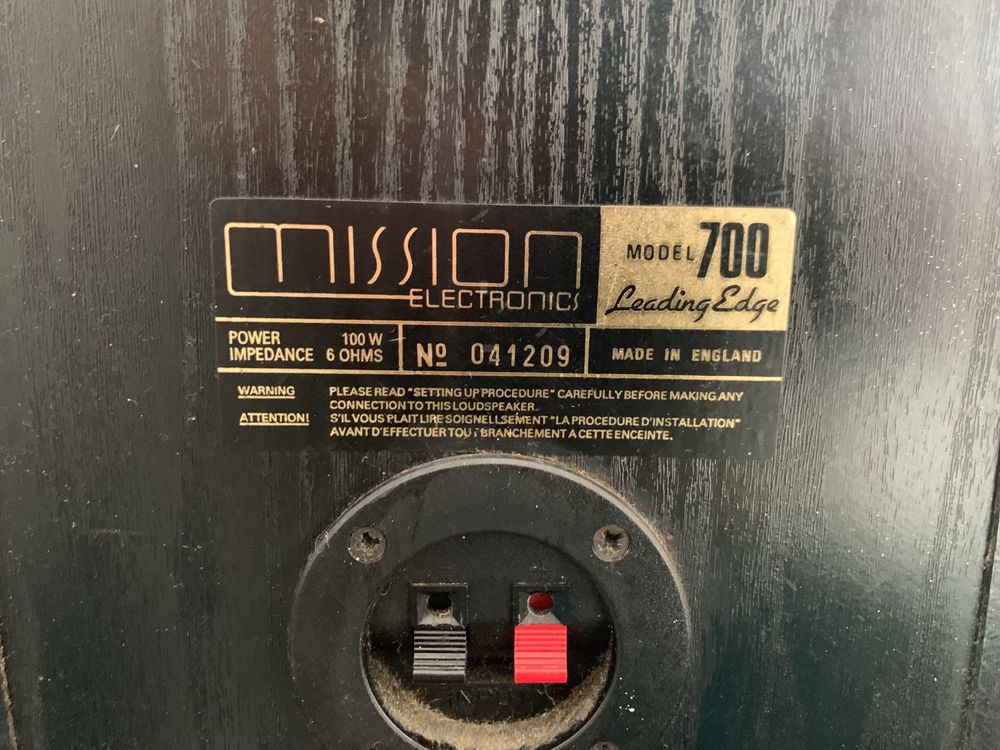 mission
ELECTRONICS
MODEL 700
Leading Edge
POWER 100 W
IMPEDANCE 6 OHMS
Nº 041209
MADE IN ENGLAND
WARNING PLEASE READ "SETTING UP PROCEDURE" CAREFULLY BEFORE MAKING ANY
CONNECTION TO THIS LOUDSPEAKER.
ATTENTION! S'IL VOUS PLAIT LIRE SOIGNELLSEMENT "LA PROCEDURE D'INSTALLATION"
AVANT D'EFFECTUER TOUT BRANCHEMENT A CETTE ENCEINTE.